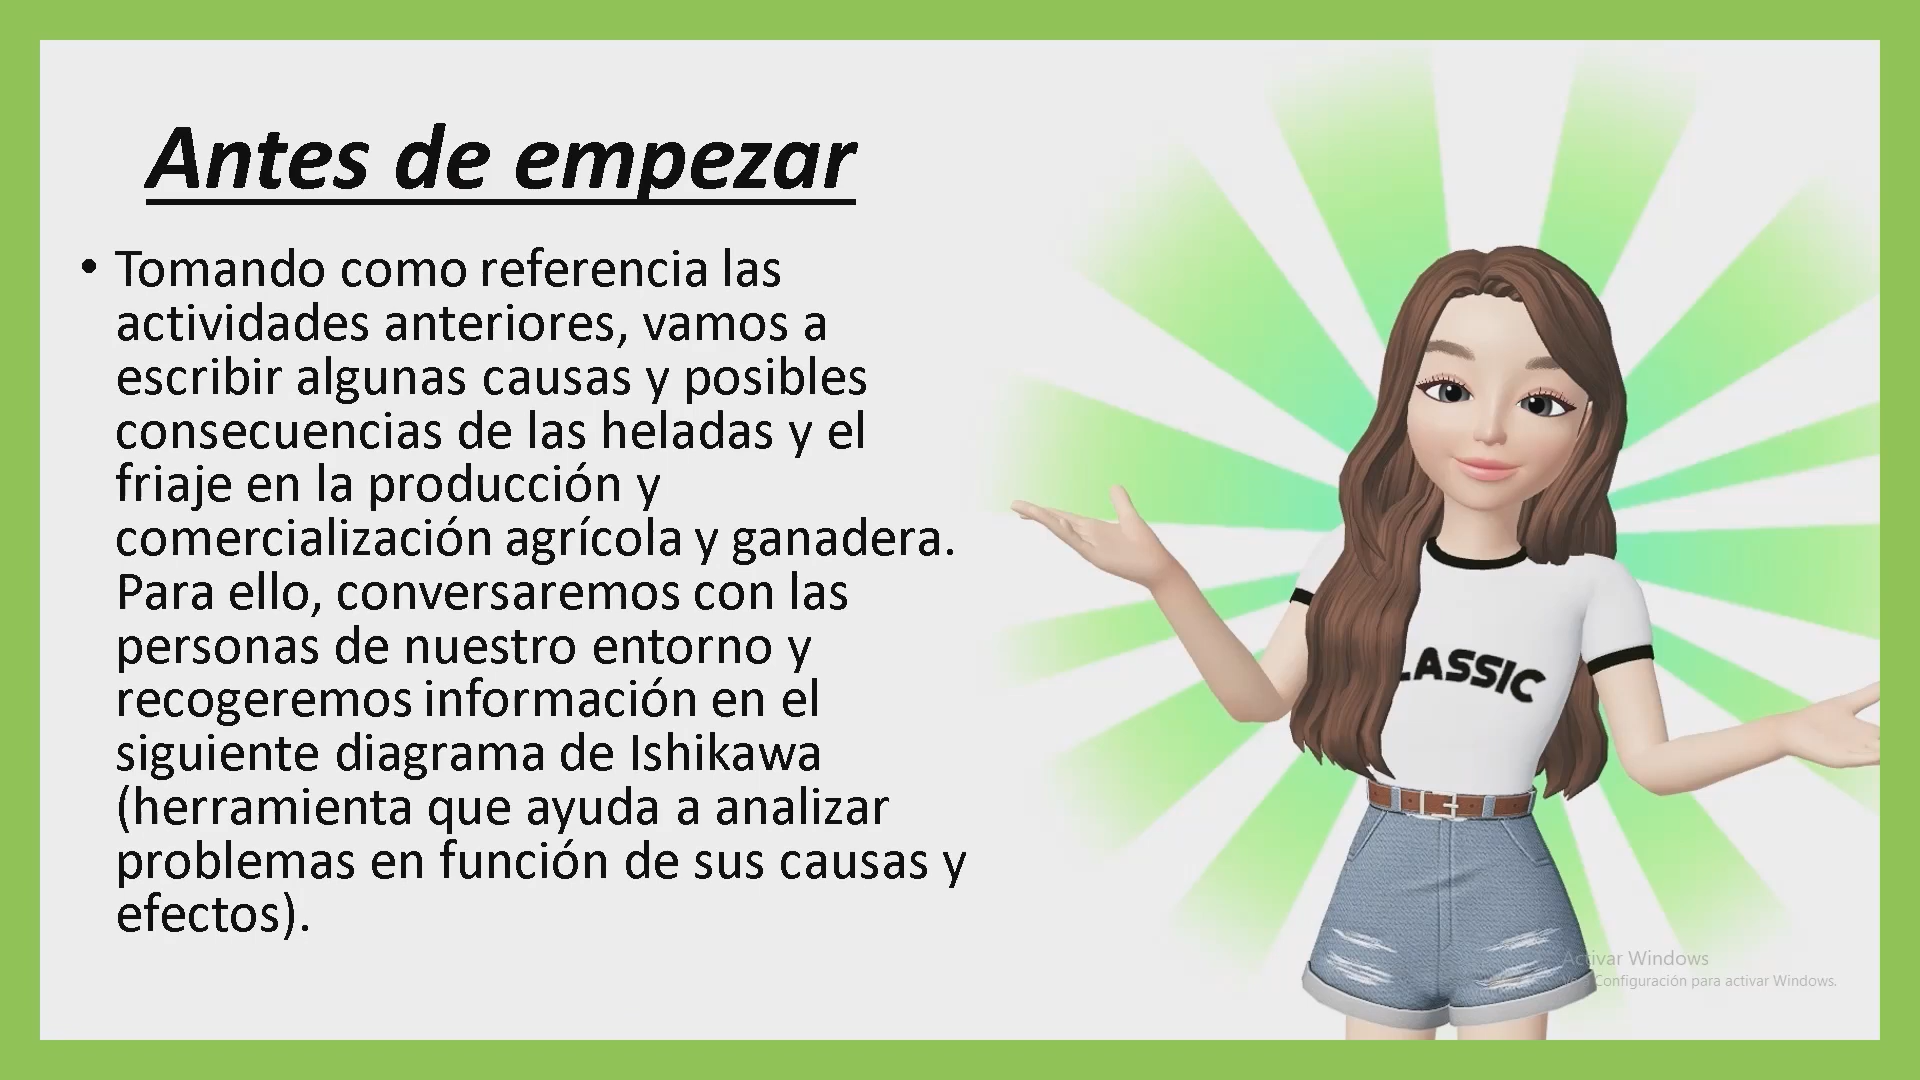 Antes de empezar
• Tomando como referencia las
actividades anteriores, vamos a
escribir algunas causas y posibles
consecuencias de las heladas y el
friaje en la producción y
comercialización agrícola y ganadera.
Para ello, conversaremos con las
personas de nuestro entorno y
recogeremos información en el
siguiente diagrama de Ishikawa
(herramienta que ayuda a analizar
problemas en función de sus causas y
efectos).
LASSIC
Activar Windows
Configuración para activar Windows.